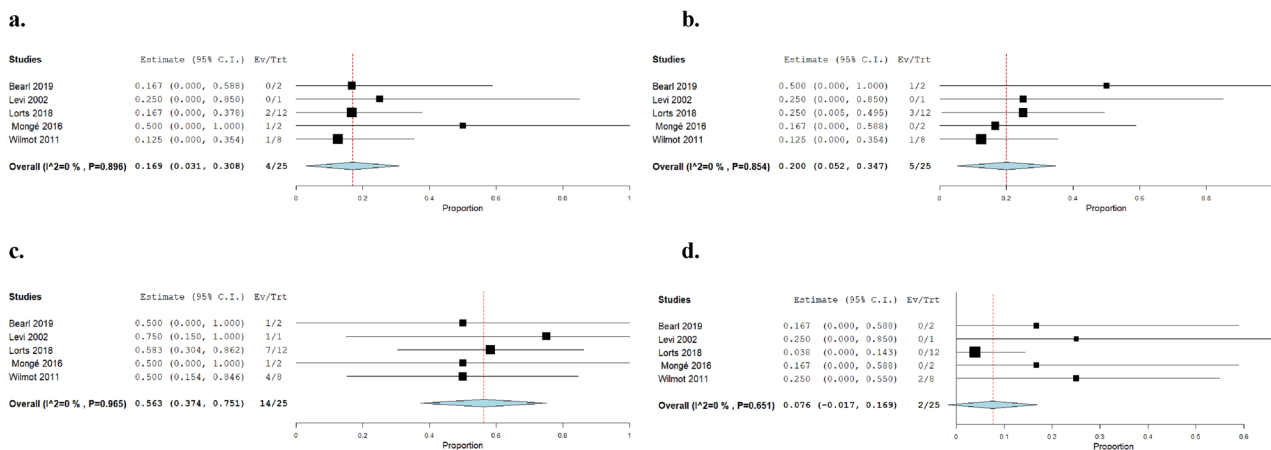 a.
Studies Estimate (95% C.I.) Ev/Trt
Bearl 2019 0.167 (0.000, 0.588) 0/2
Levi 2002 0.250 (0.000, 0.850) 0/1
Lorts 2018 0.167 (0.000, 0.378) 2/12
Mongé 2016 0.500 (0.000, 1.000) 1/2
Wilmot 2011 0.125 (0.000, 0.354) 1/8
Overall (I^2=0 % , P=0.896) 0.169 (0.031, 0.308) 4/25
0 0.2 0.4 0.6 0.8 1
Proportion
b.
Studies Estimate (95% C.I.) Ev/Trt
Bearl 2019 0.500 (0.000, 1.000) 1/2
Levi 2002 0.250 (0.000, 0.850) 0/1
Lorts 2018 0.250 (0.005, 0.495) 3/12
Mongé 2016 0.167 (0.000, 0.588) 0/2
Wilmot 2011 0.125 (0.000, 0.354) 1/8
Overall (I^2=0 % , P=0.854) 0.200 (0.052, 0.347) 5/25
0 0.2 0.4 0.6 0.8
Proportion
c.
Studies Estimate (95% C.I.) Ev/Trt
Bearl 2019 0.500 (0.000, 1.000) 1/2
Levi 2002 0.750 (0.150, 1.000) 1/1
Lorts 2018 0.583 (0.304, 0.862) 7/12
Mongé 2016 0.500 (0.000, 1.000) 1/2
Wilmot 2011 0.500 (0.154, 0.846) 4/8
Overall (I^2=0 % , P=0.965) 0.563 (0.374, 0.751) 14/25
0 0.2 0.4 0.6 0.8 1
Proportion
d.
Studies Estimate (95% C.I.) Ev/Trt
Bearl 2019 0.167 (0.000, 0.588) 0/2
Levi 2002 0.250 (0.000, 0.850) 0/1
Lorts 2018 0.038 (0.000, 0.143) 0/12
Mongé 2016 0.167 (0.000, 0.588) 0/2
Wilmot 2011 0.250 (0.000, 0.550) 2/8
Overall (I^2=0 % , P=0.651) 0.076 (-0.017, 0.169) 2/25
0 0.1 0.2 0.3 0.4 0.5 0.6
Proportion